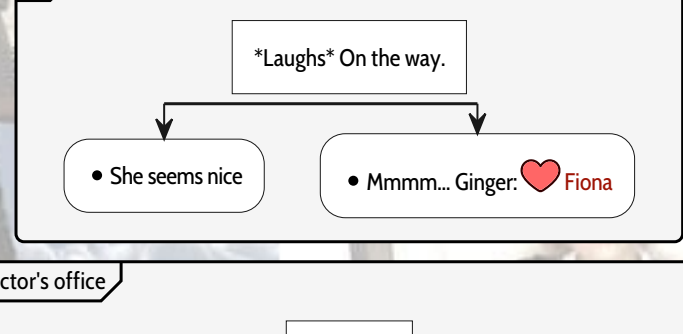 *Laughs* On the way.
• She seems nice
• Mmmm... Ginger: Fiona
ctor's office